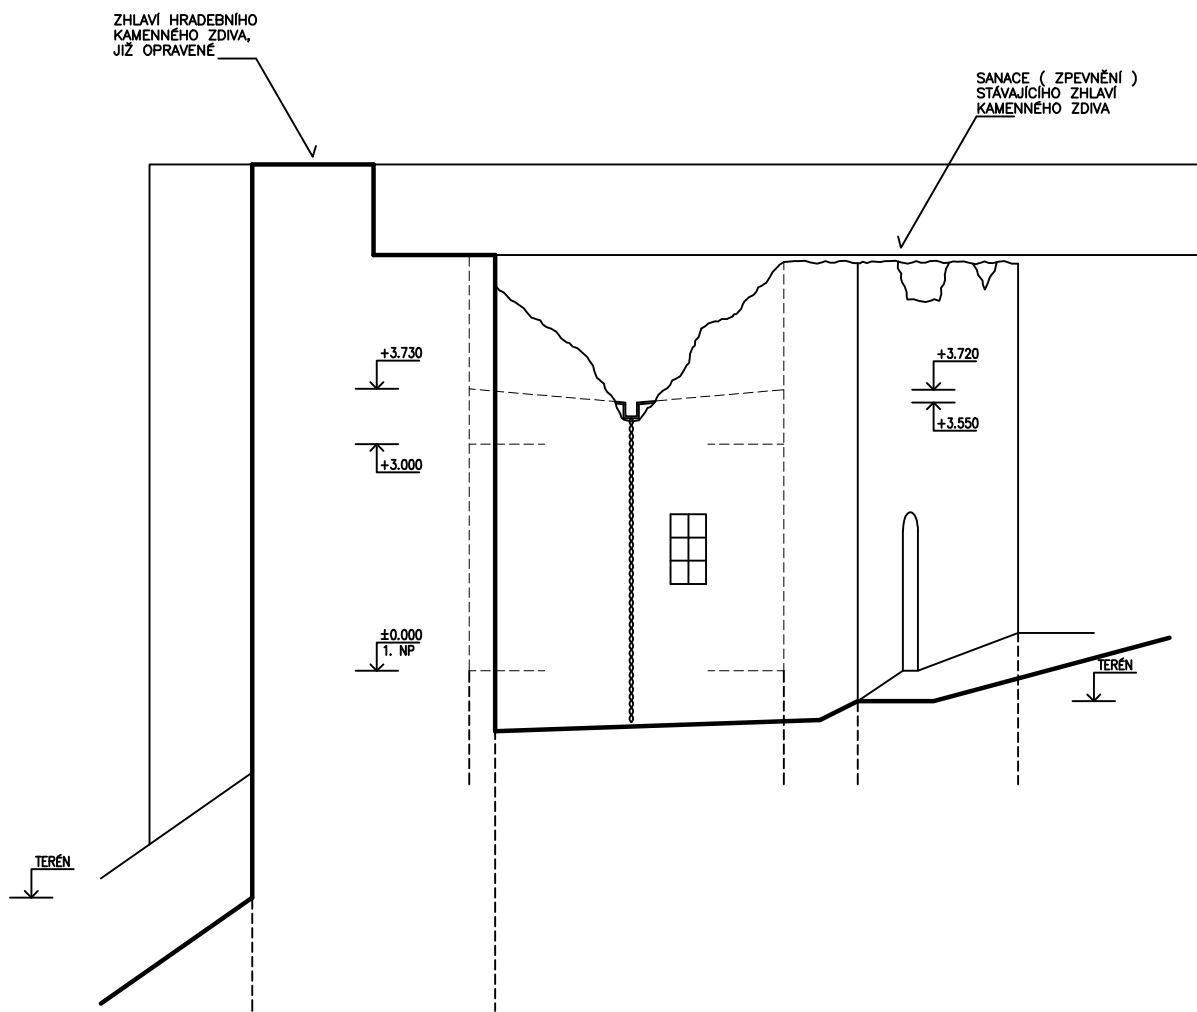 ZHLAVÍ HRADEBNÍHO
KAMENNÉHO ZDIVA,
JIŽ OPRAVENÉ
SANACE ( ZPEVNĚNÍ )
STÁVAJÍCÍHO ZHLAVÍ
KAMENNÉHO ZDIVA
+3.730
+3.720
+3.550
+3.000
±0.000
1. NP
TERÉN
TERÉN